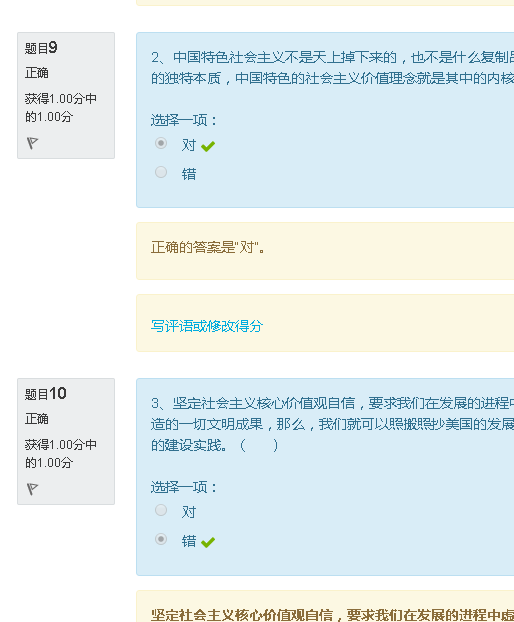 题目9
正确
获得1.00分中
的1.00分
2、中国特色社会主义不是天上掉下来的，也不是什么复制
的独特本质，中国特色的社会主义价值理念就是其中的内核
选择一项：
对
错
正确的答案是“对”。
写评语或修改得分
题目10
正确
获得1.00分中
的1.00分
3、坚定社会主义核心价值观自信，要求我们在发展的进程中
造的一切文明成果，那么，我们就可以照搬照抄美国的发展
的建设实践。（　　）
选择一项：
对
错
坚定社会主义核心价值观自信，要求我们在发展的进程中虚